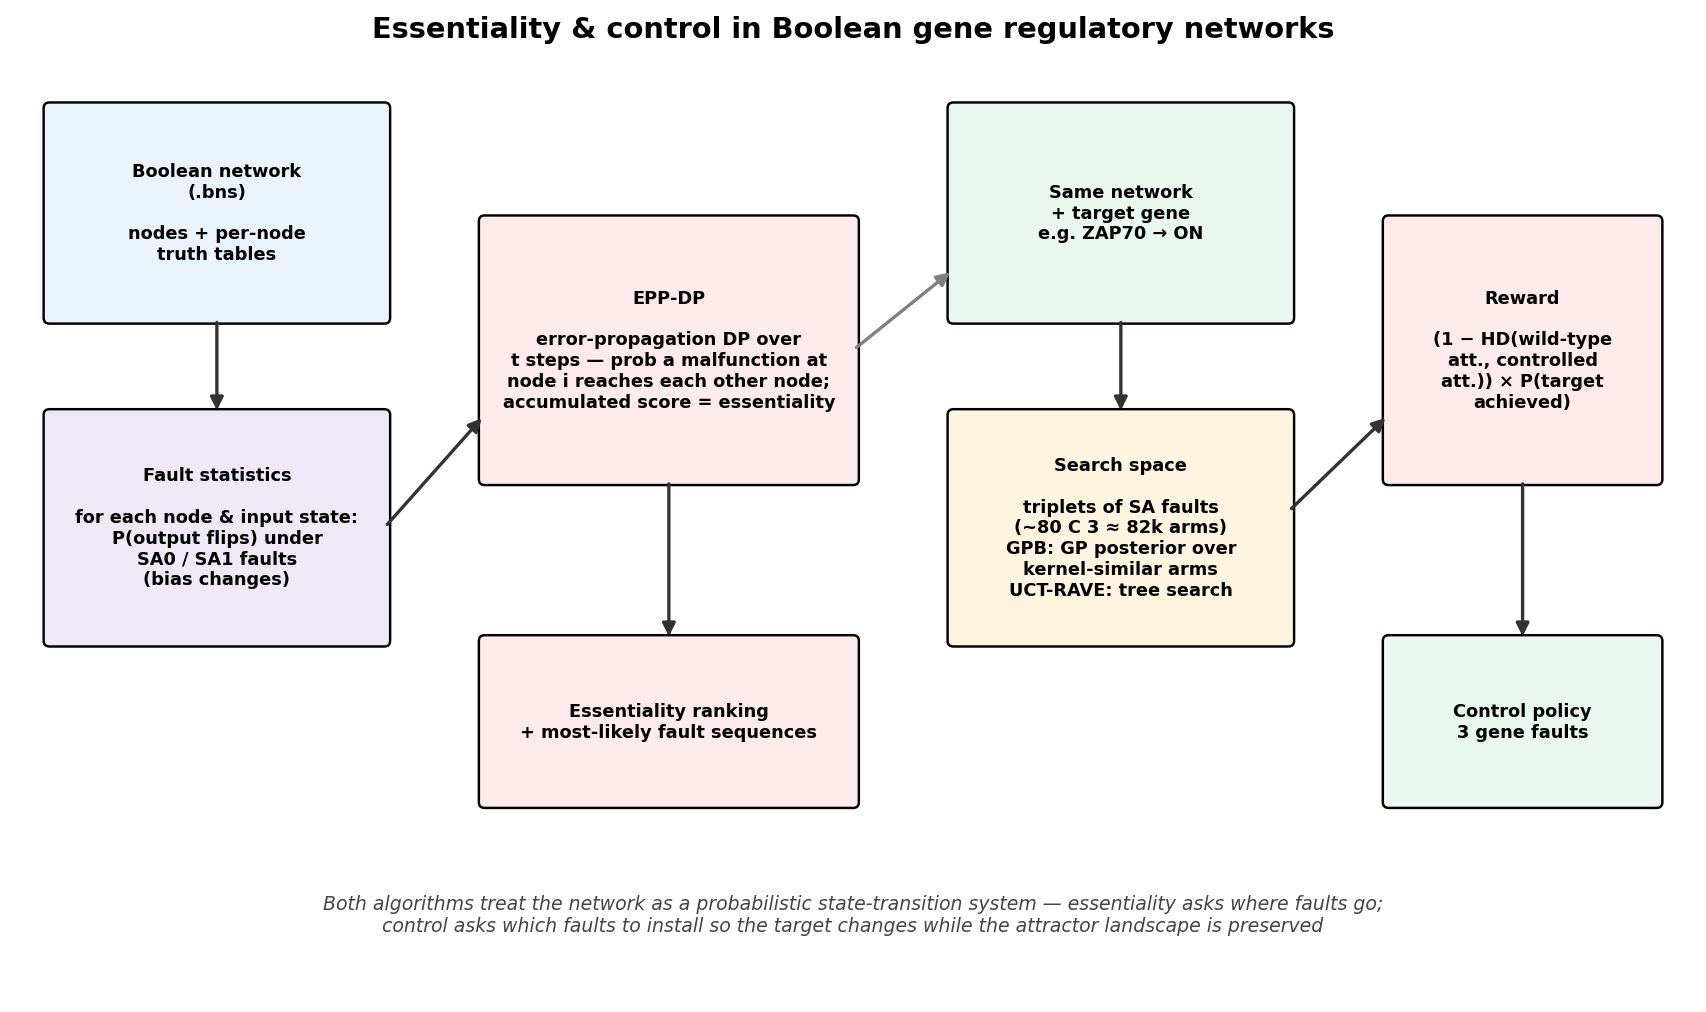 Essentiality & control in Boolean gene regulatory networks
Boolean network
(.bns)
nodes + per-node
truth tables
Fault statistics
for each node & input state:
P(output flips) under
SA0 / SA1 faults
(bias changes)
EPP-DP
error-propagation DP over
t steps — prob a malfunction at
node i reaches each other node;
accumulated score = essentiality
Essentiality ranking
+ most-likely fault sequences
Same network
+ target gene
e.g. ZAP70 → ON
Search space
triplets of SA faults
(~80 C 3 ≈ 82k arms)
GPB: GP posterior over
kernel-similar arms
UCT-RAVE: tree search
Reward
(1 − HD(wild-type
att., controlled
att.)) × P(target
achieved)
Control policy
3 gene faults
Both algorithms treat the network as a probabilistic state-transition system — essentiality asks where faults go;
control asks which faults to install so the target changes while the attractor landscape is preserved